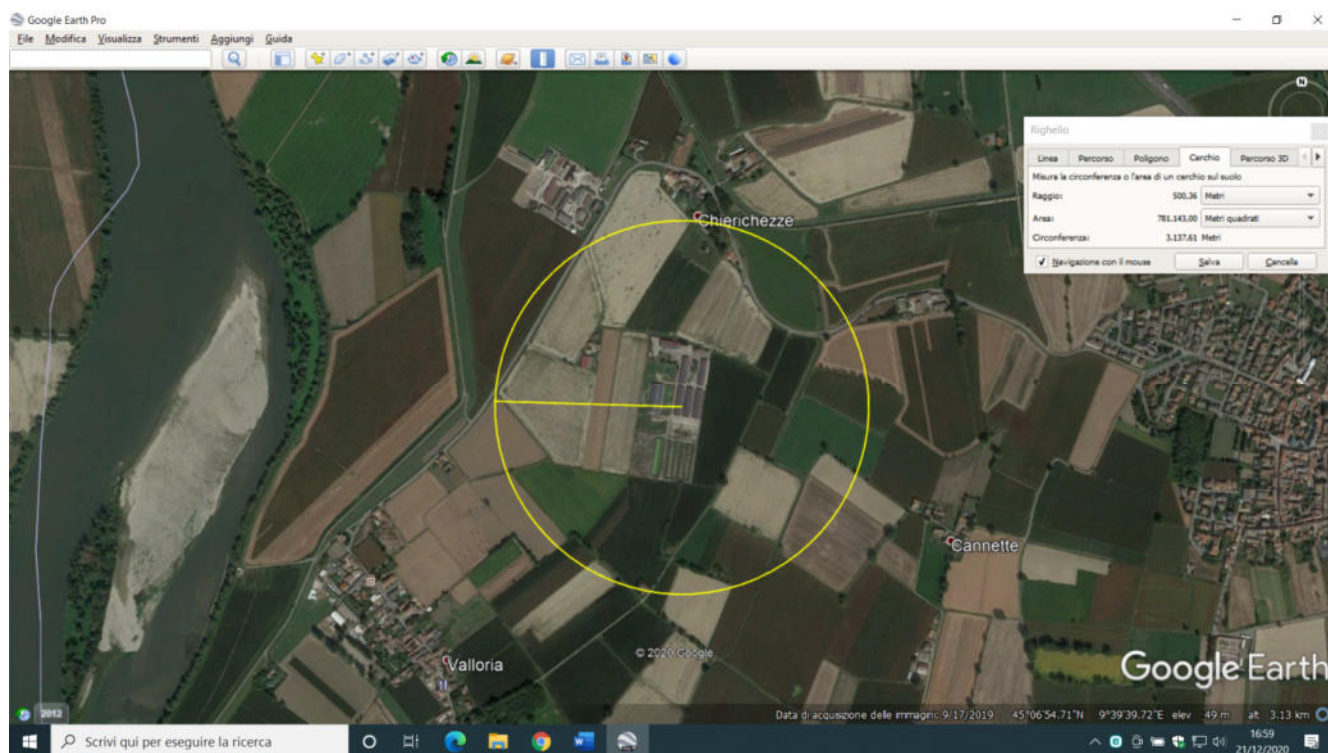 Google Earth Pro
File Modifica Visualizza Strumenti Aggiungi Guida
N
Righello
Linea Percorso Poligono Cerchio Percorso 3D
Misura la circonferenza o l'area di un cerchio sul suolo
Raggio: 500,36 Metri
Area: 781.143,00 Metri quadrati
Circonferenza: 3.137,61 Metri
Navigazione con il mouse Salva Cancella
Chierichezze
Cannette
Valloria
© 2020 Google
Google Earth
2012
Data di acquisizione delle immagini: 9/17/2019 45°06'54.71"N 9°39'39.72"E elev 49 m alt 3.13 km
Scrivi qui per eseguire la ricerca
16:59
21/12/2020